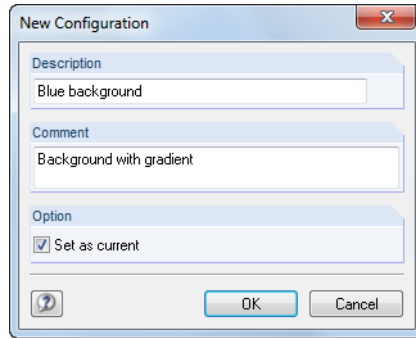 New Configuration
Description
Blue background
Comment
Background with gradient
Option
Set as current
OK
Cancel